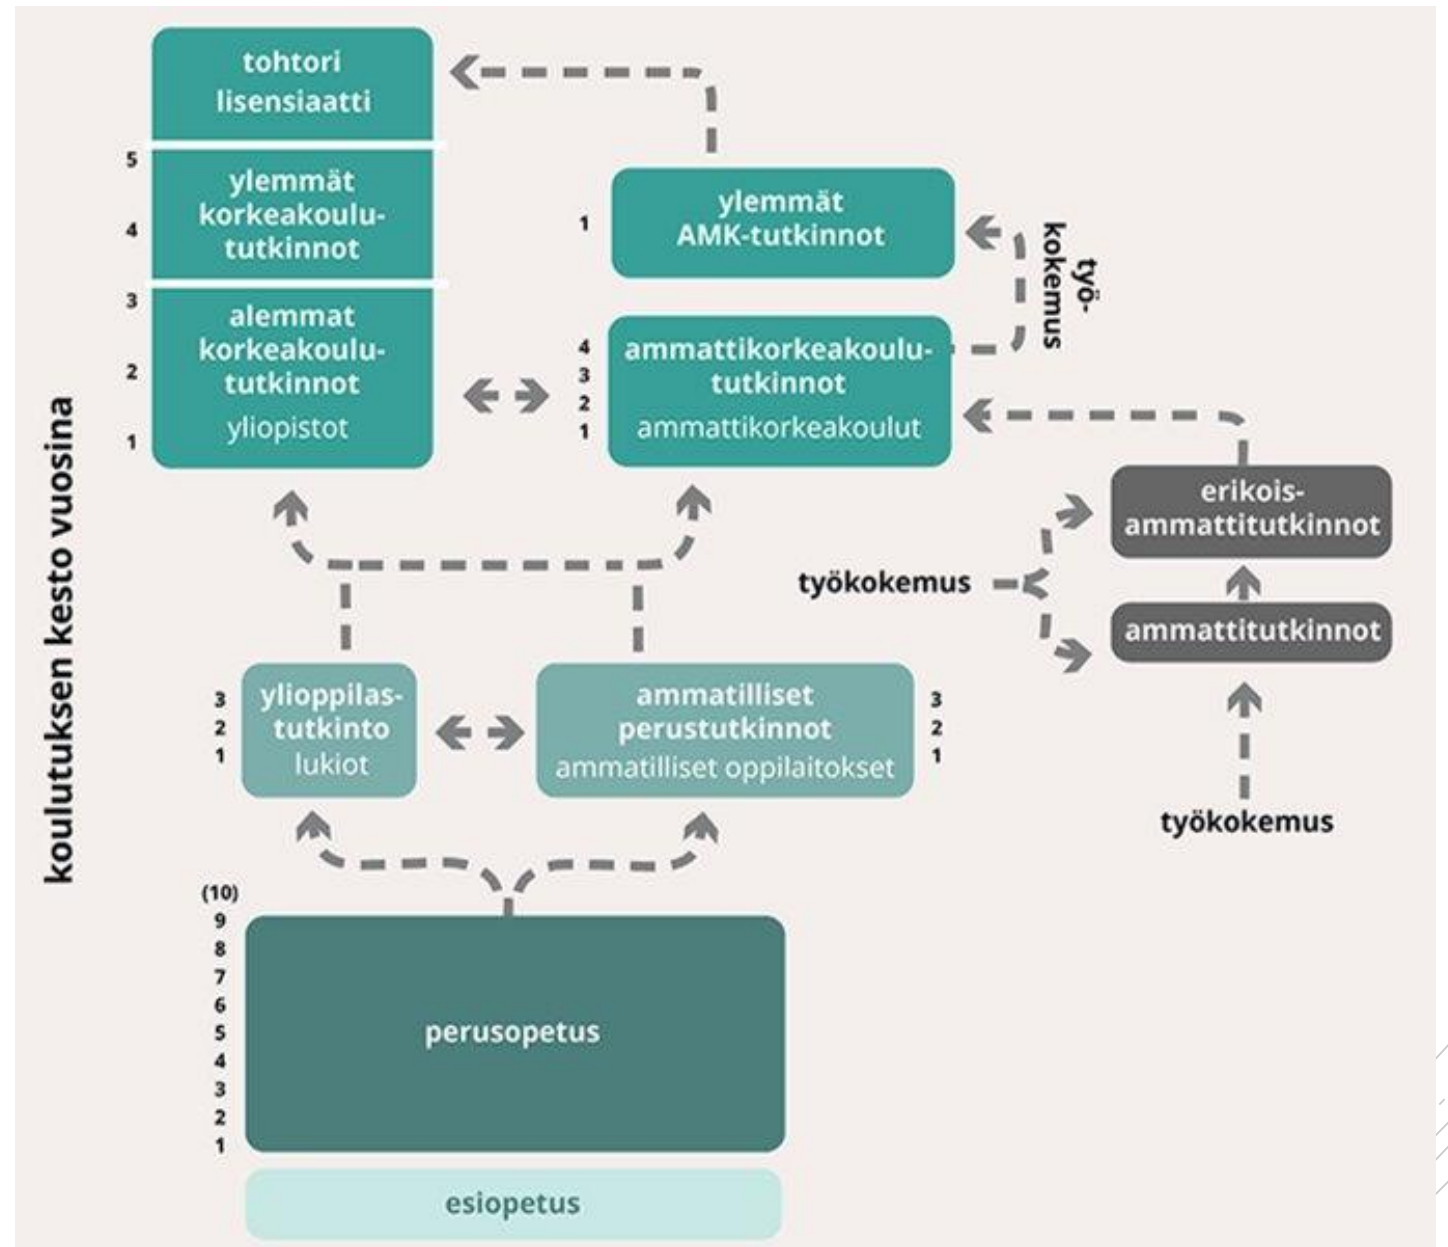 tohtori
lisensiaatti
5
ylemmät
korkeakoulu-
tutkinnot
4
3
alemmat
korkeakoulu-
tutkinnot
yliopistot
2
1
1
ylemmät
AMK-tutkinnot
työ-
kokemus
4
3
2
1
ammattikorkeakoulu-
tutkinnot
ammattikorkeakoulut
erikois-
ammattitutkinnot
työkokemus
ammattitutkinnot
työkokemus
koulutuksen kesto vuosina
3
2
1
ylioppilas-
tutkinto
lukiot
ammatilliset
perustutkinnot
ammatilliset oppilaitokset
3
2
1
(10)
9
8
7
6
5
4
3
2
1
perusopetus
esiopetus